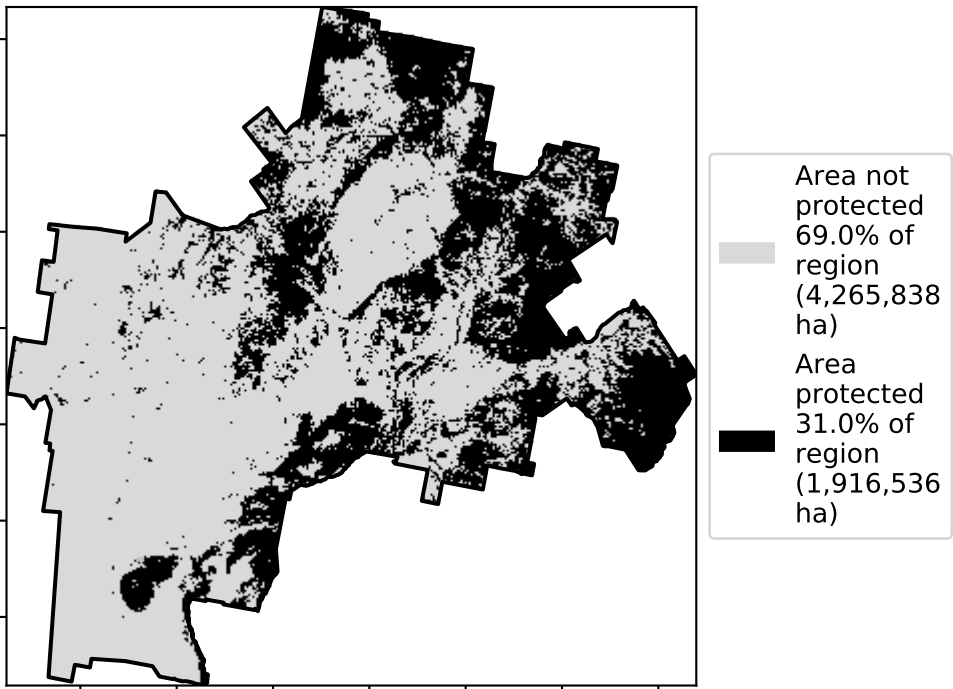 Area not
protected
69.0% of
region
(4,265,838
ha)
Area
protected
31.0% of
region
(1,916,536
ha)